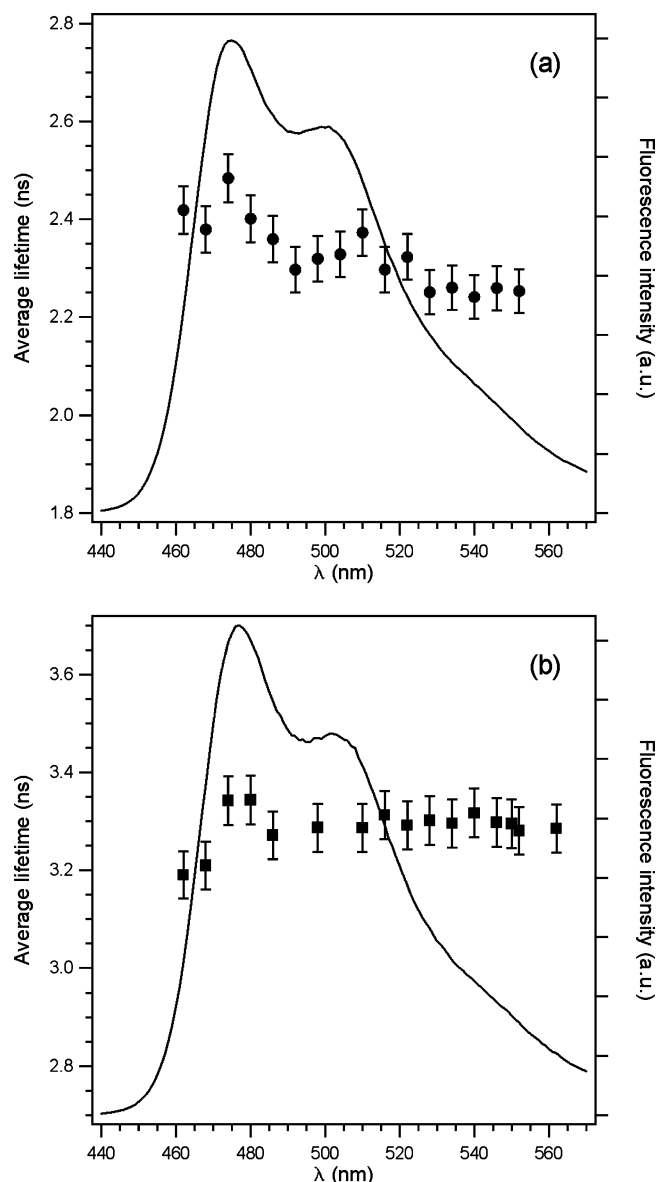 2.8
2.6
2.4
2.2
2.0
1.8
Average lifetime (ns)
(a)
Fluorescence intensity (a.u.)
440 460 480 500 520 540 560
λ (nm)
3.6
3.4
3.2
3.0
2.8
Average lifetime (ns)
(b)
Fluorescence intensity (a.u.)
440 460 480 500 520 540 560
λ (nm)